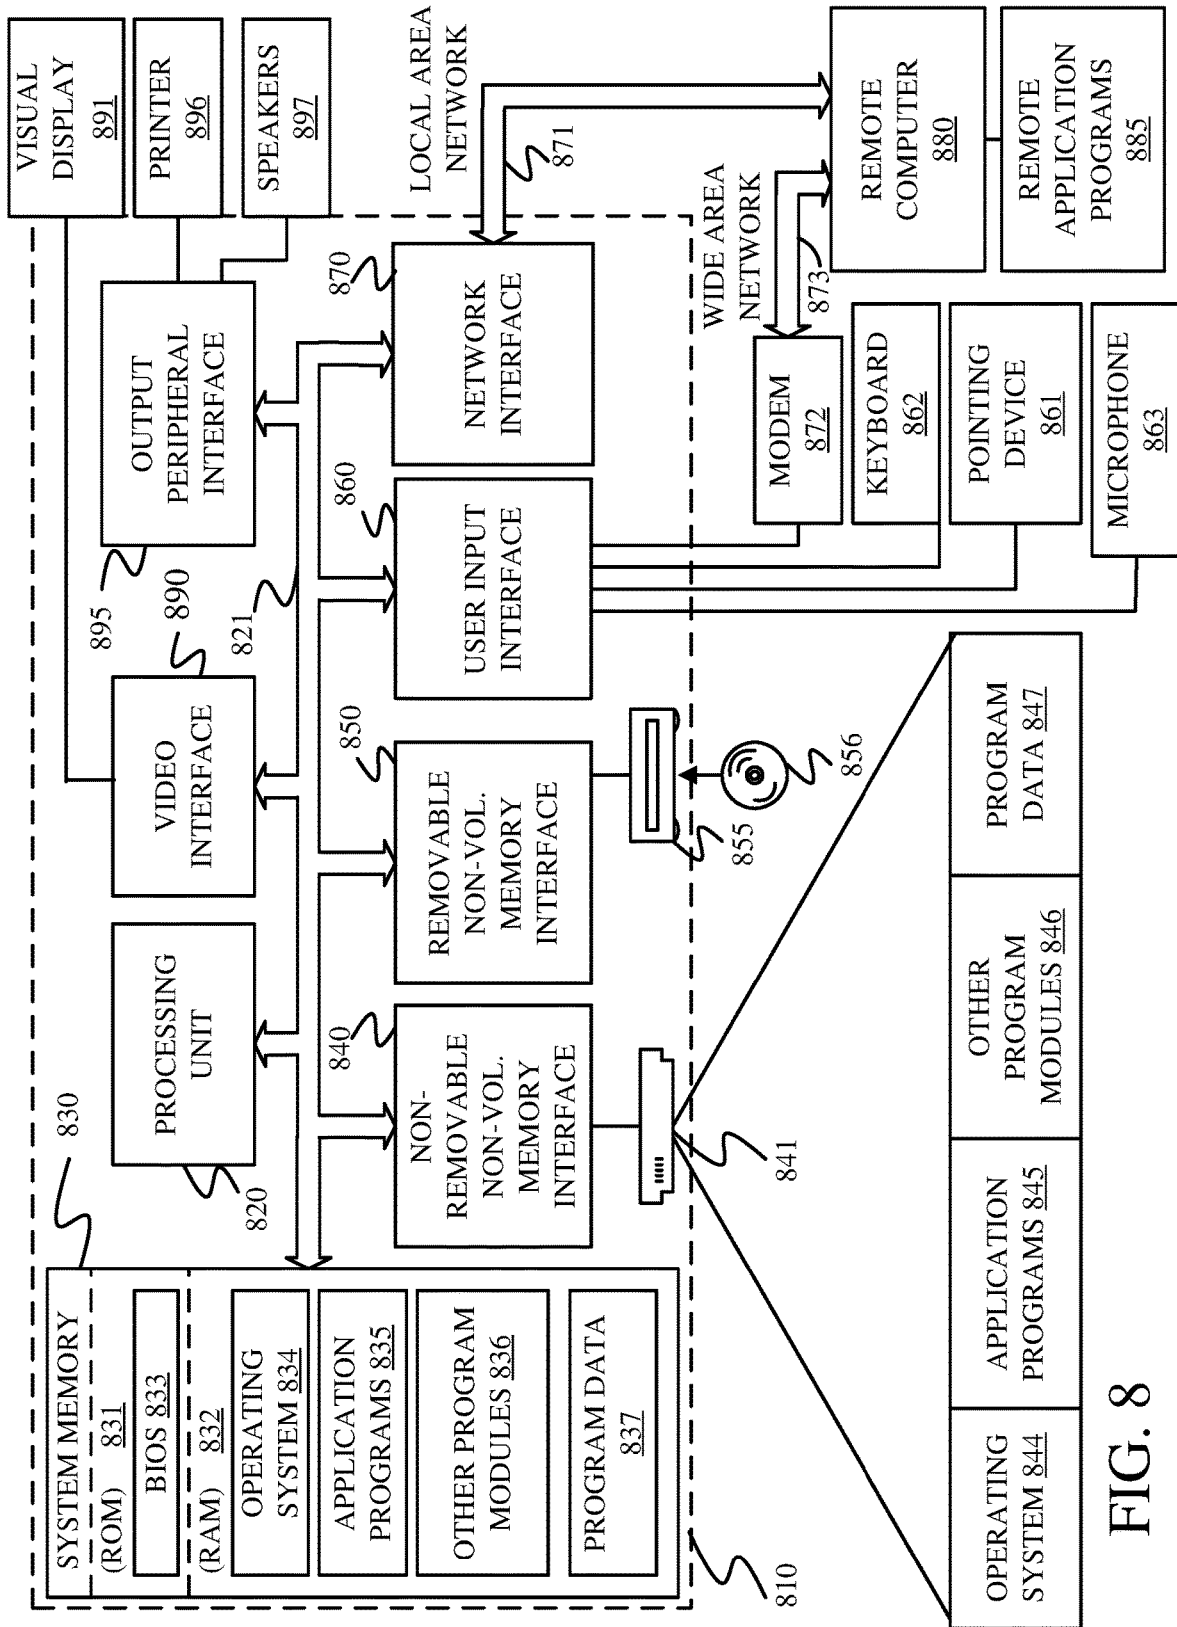 SYSTEM MEMORY
(ROM) 831
BIOS 833
(RAM) 832
OPERATING
SYSTEM 834
APPLICATION
PROGRAMS 835
OTHER PROGRAM
MODULES 836
PROGRAM DATA
837
830
810
PROCESSING
UNIT
820
VIDEO
INTERFACE
890
821
OUTPUT
PERIPHERAL
INTERFACE
895
VISUAL
DISPLAY
891
PRINTER
896
SPEAKERS
897
NON-
REMOVABLE
NON-VOL.
MEMORY
INTERFACE
840
REMOVABLE
NON-VOL.
MEMORY
INTERFACE
850
USER INPUT
INTERFACE
860
NETWORK
INTERFACE
870
LOCAL AREA
NETWORK
871
841
855
856
WIDE AREA
NETWORK
873
MODEM
872
KEYBOARD
862
POINTING
DEVICE
861
MICROPHONE
863
REMOTE
COMPUTER
880
REMOTE
APPLICATION
PROGRAMS
885
OPERATING
SYSTEM 844
APPLICATION
PROGRAMS 845
OTHER
PROGRAM
MODULES 846
PROGRAM
DATA 847
FIG. 8